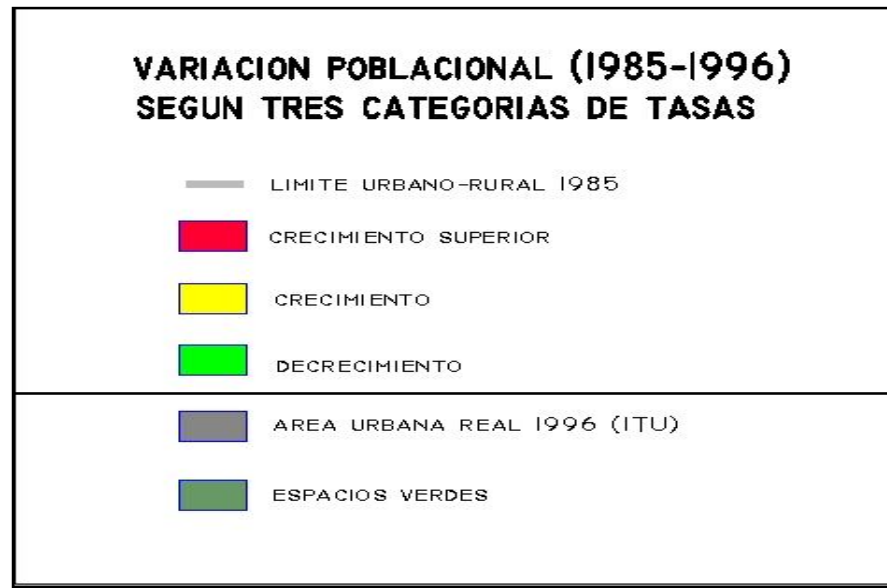 VARIACION POBLACIONAL (1985-1996)
SEGUN TRES CATEGORIAS DE TASAS
LIMITE URBANO-RURAL 1985
CRECIMIENTO SUPERIOR
CRECIMIENTO
DECRECIMIENTO
AREA URBANA REAL 1996 (ITU)
ESPACIOS VERDES